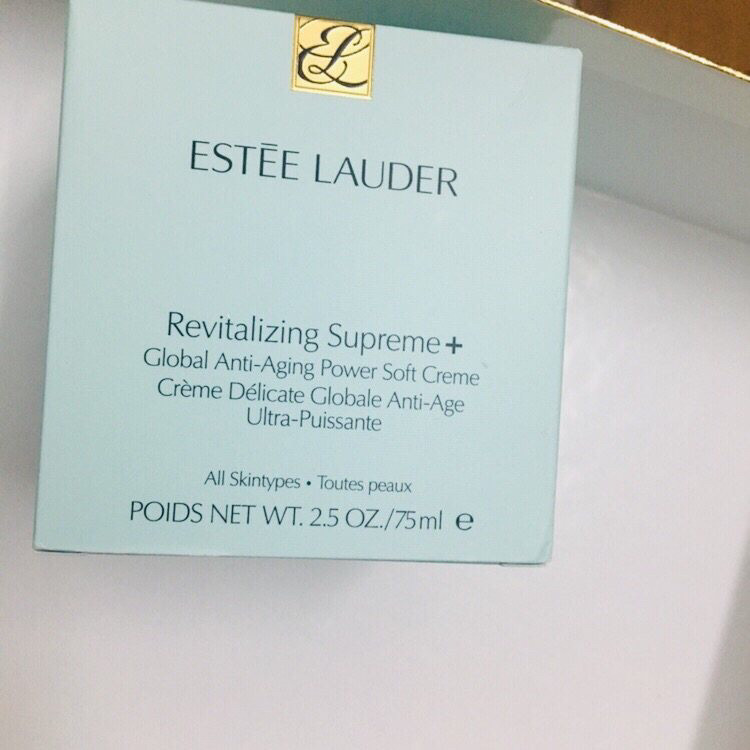 EL
ESTĒE LAUDER
Revitalizing Supreme+
Global Anti-Aging Power Soft Creme
Crème Délicate Globale Anti-Age
Ultra-Puissante
All Skintypes • Toutes peaux
POIDS NET WT. 2.5 OZ./75ml ℮